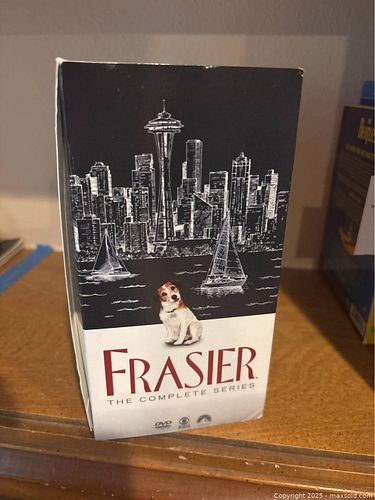 FRASIER
THE COMPLETE SERIES
DVD
Copyright © 2025 - maxsold.com